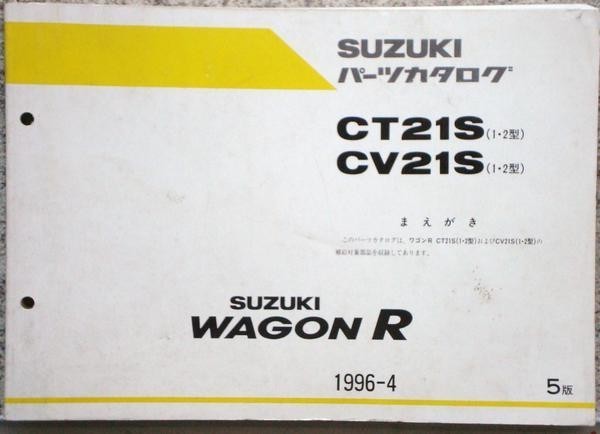 SUZUKI
パーツカタログ
CT21S(1・2型)
CV21S(1・2型)
まえがき
このパーツカタログは、ワゴンR CT21S(1・2型)およびCV21S(1・2型)の
補給対象部品を収録してあります。
SUZUKI
WAGON R
1996-4
5版